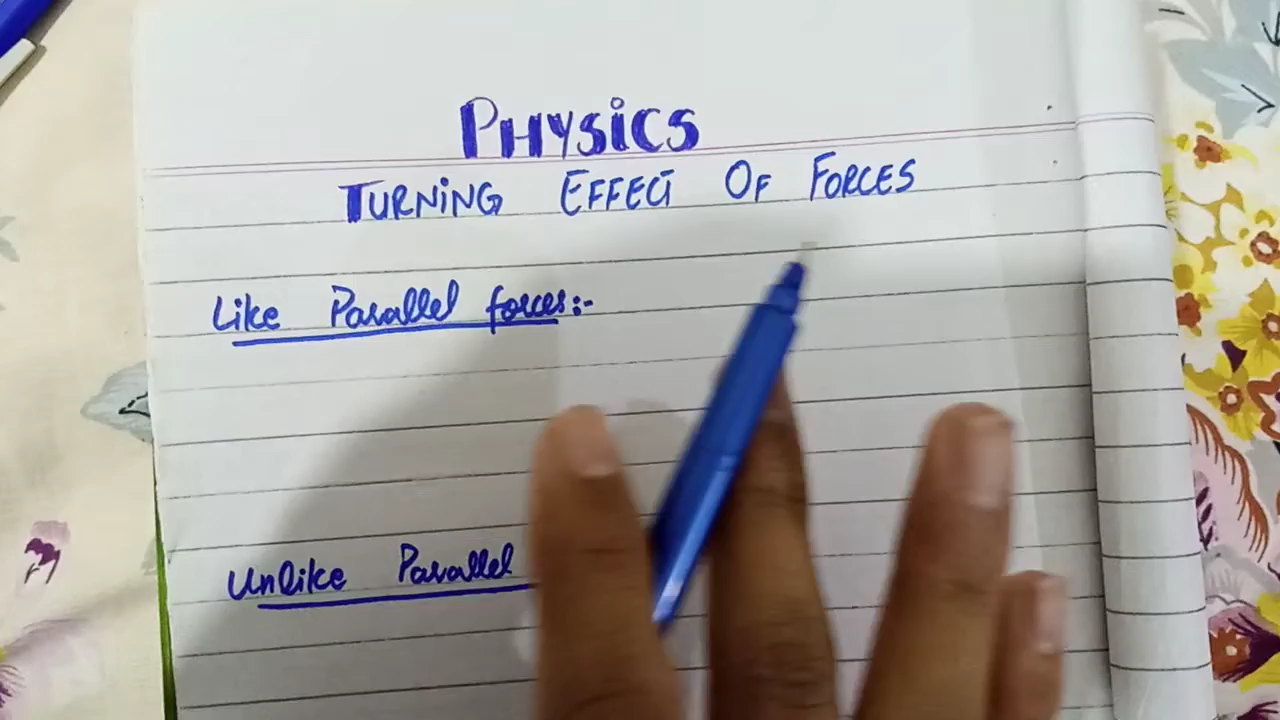 PHYSiCS
TURNiNG EFFECT OF FORCES
Like Parallel forces:-
Unlike Parallel